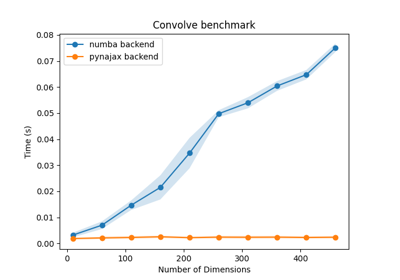 Convolve benchmark
numba backend
pynajax backend
Time (s)
0.08
0.07
0.06
0.05
0.04
0.03
0.02
0.01
0.00
0 100 200 300 400
Number of Dimensions